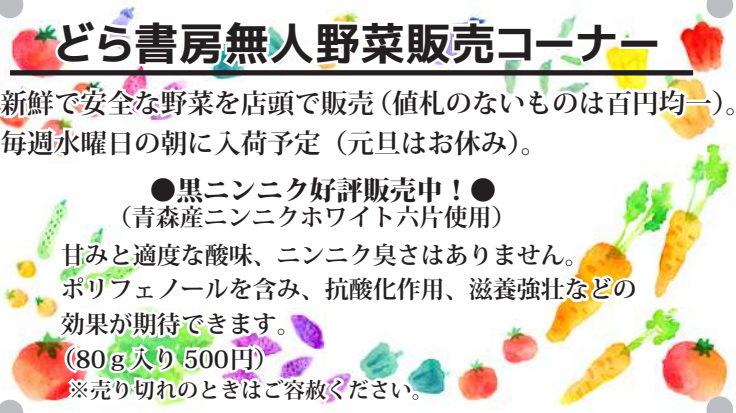 どら書房無人野菜販売コーナー
新鮮で安全な野菜を店頭で販売（値札のないものは百円均一）。
毎週水曜日の朝に入荷予定（元旦はお休み）。
●黒ニンニク好評販売中！●
（青森産ニンニクホワイト六片使用）
甘みと適度な酸味、ニンニク臭さはありません。
ポリフェノールを含み、抗酸化作用、滋養強壮などの
効果が期待できます。
（80ｇ入り 500円）
※売り切れのときはご容赦ください。